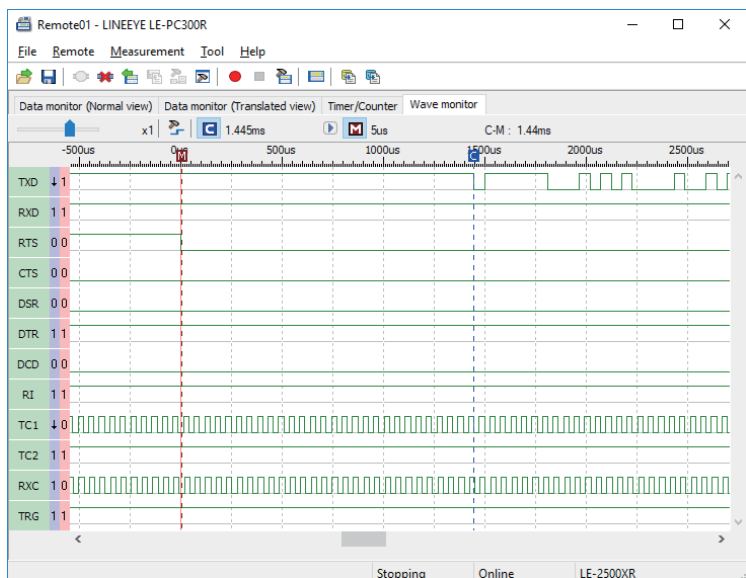 Remote01 - LINEEYE LE-PC300R
File Remote Measurement Tool Help
Data monitor (Normal view) Data monitor (Translated view) Timer/Counter Wave monitor
x1 C 1.445ms M 5us C-M : 1.44ms
-500us 0us 500us 1000us 1500us 2000us 2500us
M C
TXD ↓ 1
RXD 1 1
RTS 0 0
CTS 0 0
DSR 0 0
DTR 1 1
DCD 0 0
RI 1 1
TC1 ↓ 0
TC2 1 1
RXC 1 0
TRG 1 1
Stopping Online LE-2500XR